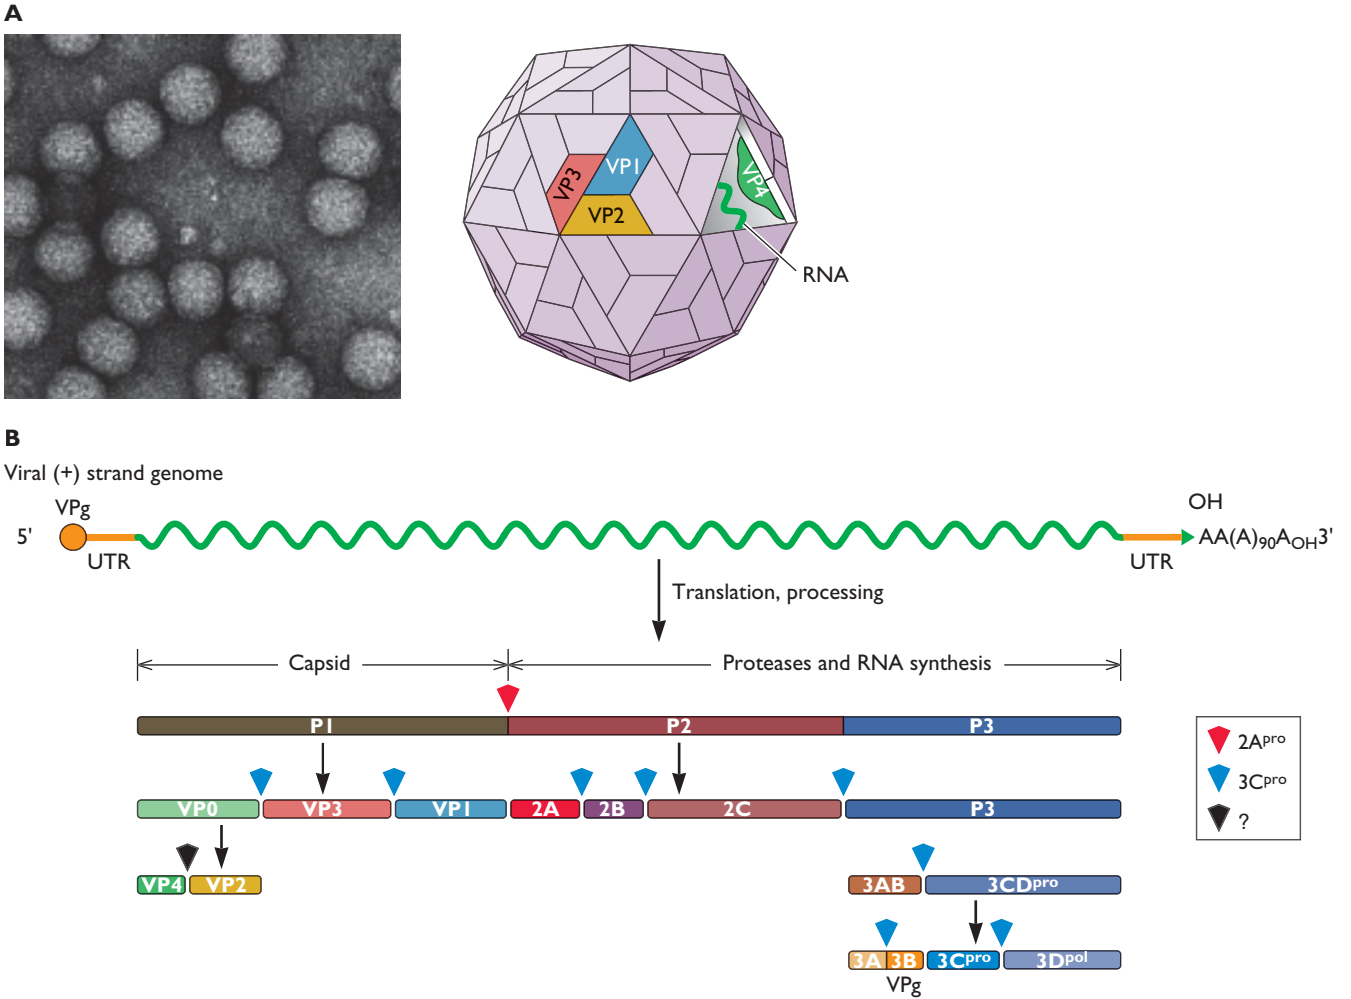 A
VP3
VP1
VP2
VP4
RNA
B
Viral (+) strand genome
VPg
5'
UTR
UTR
OH
AA(A)90AOH3'
Translation, processing
Capsid
Proteases and RNA synthesis
P1
P2
P3
2Apro
3Cpro
?
VP0
VP3
VP1
2A
2B
2C
P3
VP4
VP2
3AB
3CDpro
3A
3B
3Cpro
3Dpol
VPg